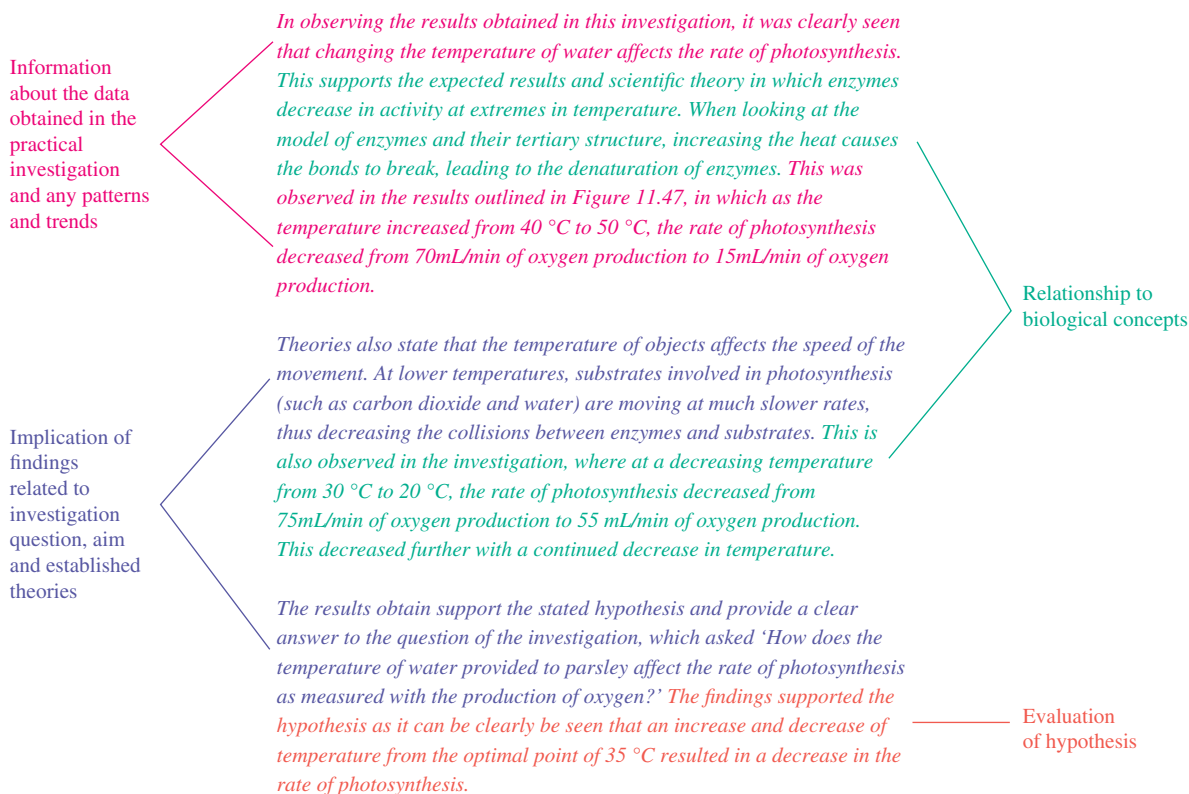 Information
about the data
obtained in the
practical
investigation
and any patterns
and trends
In observing the results obtained in this investigation, it was clearly seen
that changing the temperature of water affects the rate of photosynthesis.
This supports the expected results and scientific theory in which enzymes
decrease in activity at extremes in temperature. When looking at the
model of enzymes and their tertiary structure, increasing the heat causes
the bonds to break, leading to the denaturation of enzymes. This was
observed in the results outlined in Figure 11.47, in which as the
temperature increased from 40 °C to 50 °C, the rate of photosynthesis
decreased from 70mL/min of oxygen production to 15mL/min of oxygen
production.
Relationship to
biological concepts
Implication of
findings
related to
investigation
question, aim
and established
theories
Theories also state that the temperature of objects affects the speed of the
movement. At lower temperatures, substrates involved in photosynthesis
(such as carbon dioxide and water) are moving at much slower rates,
thus decreasing the collisions between enzymes and substrates. This is
also observed in the investigation, where at a decreasing temperature
from 30 °C to 20 °C, the rate of photosynthesis decreased from
75mL/min of oxygen production to 55 mL/min of oxygen production.
This decreased further with a continued decrease in temperature.
The results obtain support the stated hypothesis and provide a clear
answer to the question of the investigation, which asked ‘How does the
temperature of water provided to parsley affect the rate of photosynthesis
as measured with the production of oxygen?’ The findings supported the
hypothesis as it can be clearly be seen that an increase and decrease of
temperature from the optimal point of 35 °C resulted in a decrease in the
rate of photosynthesis.
Evaluation
of hypothesis